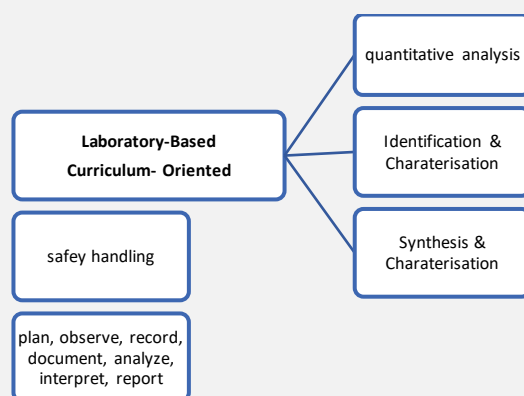 quantitative analysis
Laboratory-Based
Curriculum- Oriented
Identification &
Charaterisation
Synthesis &
Charaterisation
safey handling
plan, observe, record,
document, analyze,
interpret, report